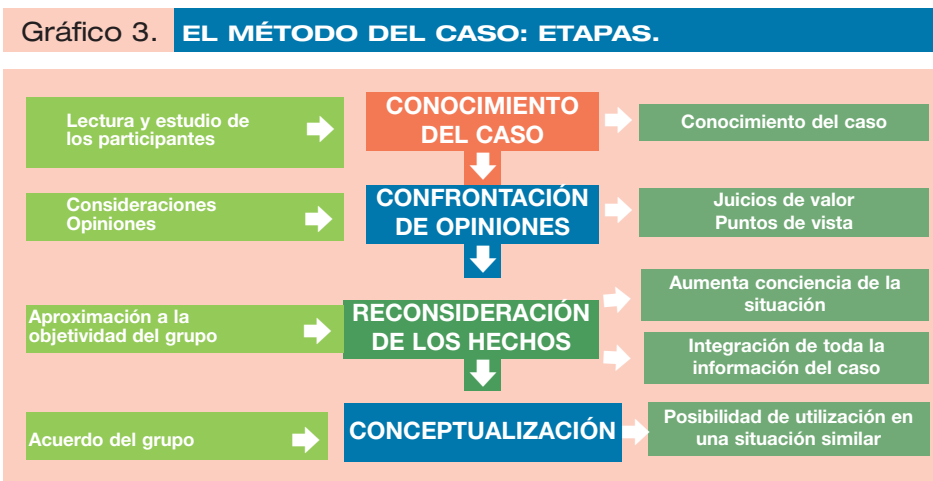 Gráfico 3. EL MÉTODO DEL CASO: ETAPAS.
Lectura y estudio de
los participantes
CONOCIMIENTO
DEL CASO
Conocimiento del caso
Consideraciones
Opiniones
CONFRONTACIÓN
DE OPINIONES
Juicios de valor
Puntos de vista
Aproximación a la
objetividad del grupo
RECONSIDERACIÓN
DE LOS HECHOS
Aumenta conciencia de la
situación
Integración de toda la
información del caso
Acuerdo del grupo
CONCEPTUALIZACIÓN
Posibilidad de utilización en
una situación similar